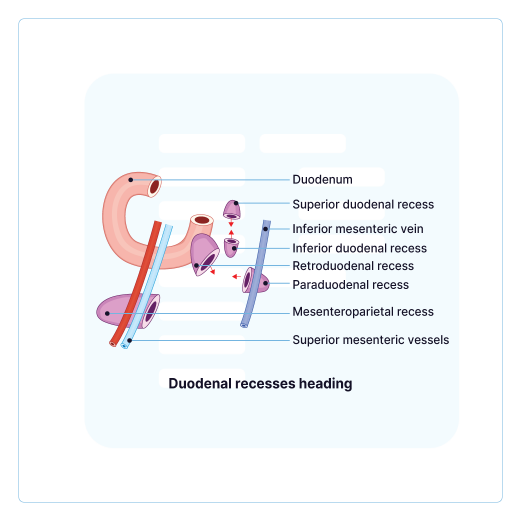 Duodenum
Superior duodenal recess
Inferior mesenteric vein
Inferior duodenal recess
Retroduodenal recess
Paraduodenal recess
Mesenteroparietal recess
Superior mesenteric vessels
Duodenal recesses heading